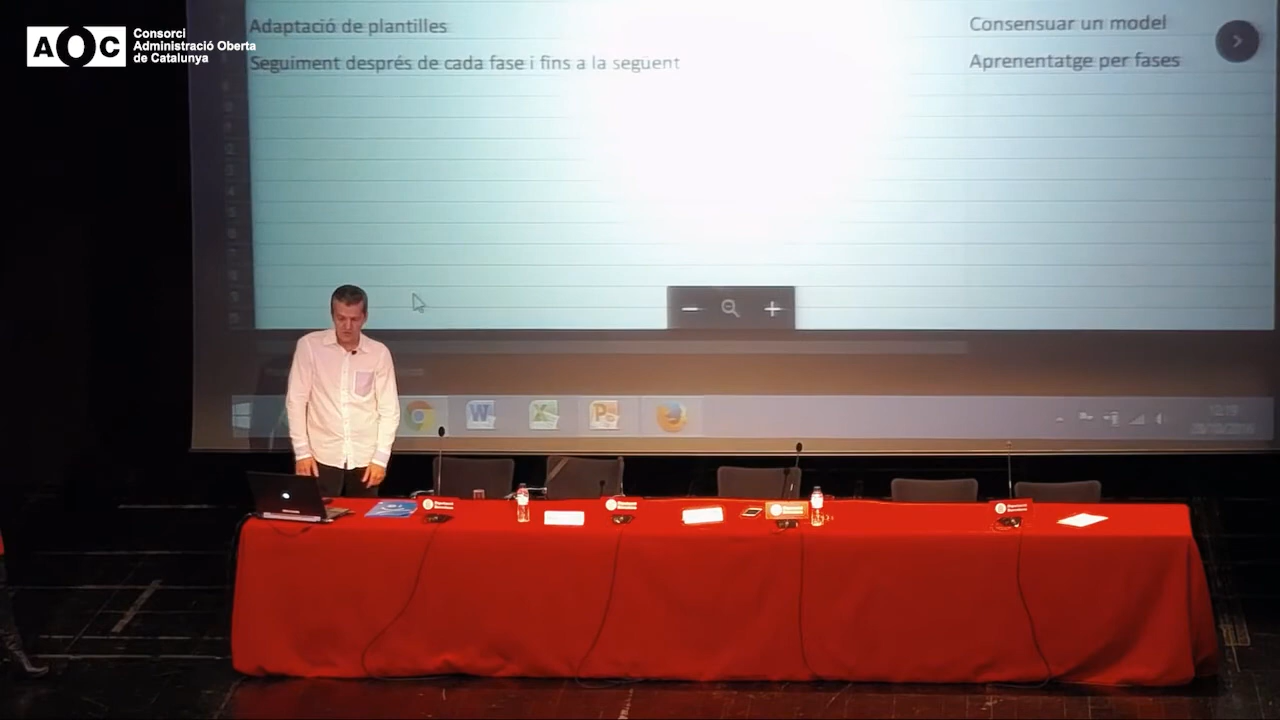 AOC
Consorci
Administració Oberta
de Catalunya
Adaptació de plantilles
Consensuar un model
Seguiment després de cada fase i fins a la següent
Aprenentatge per fases